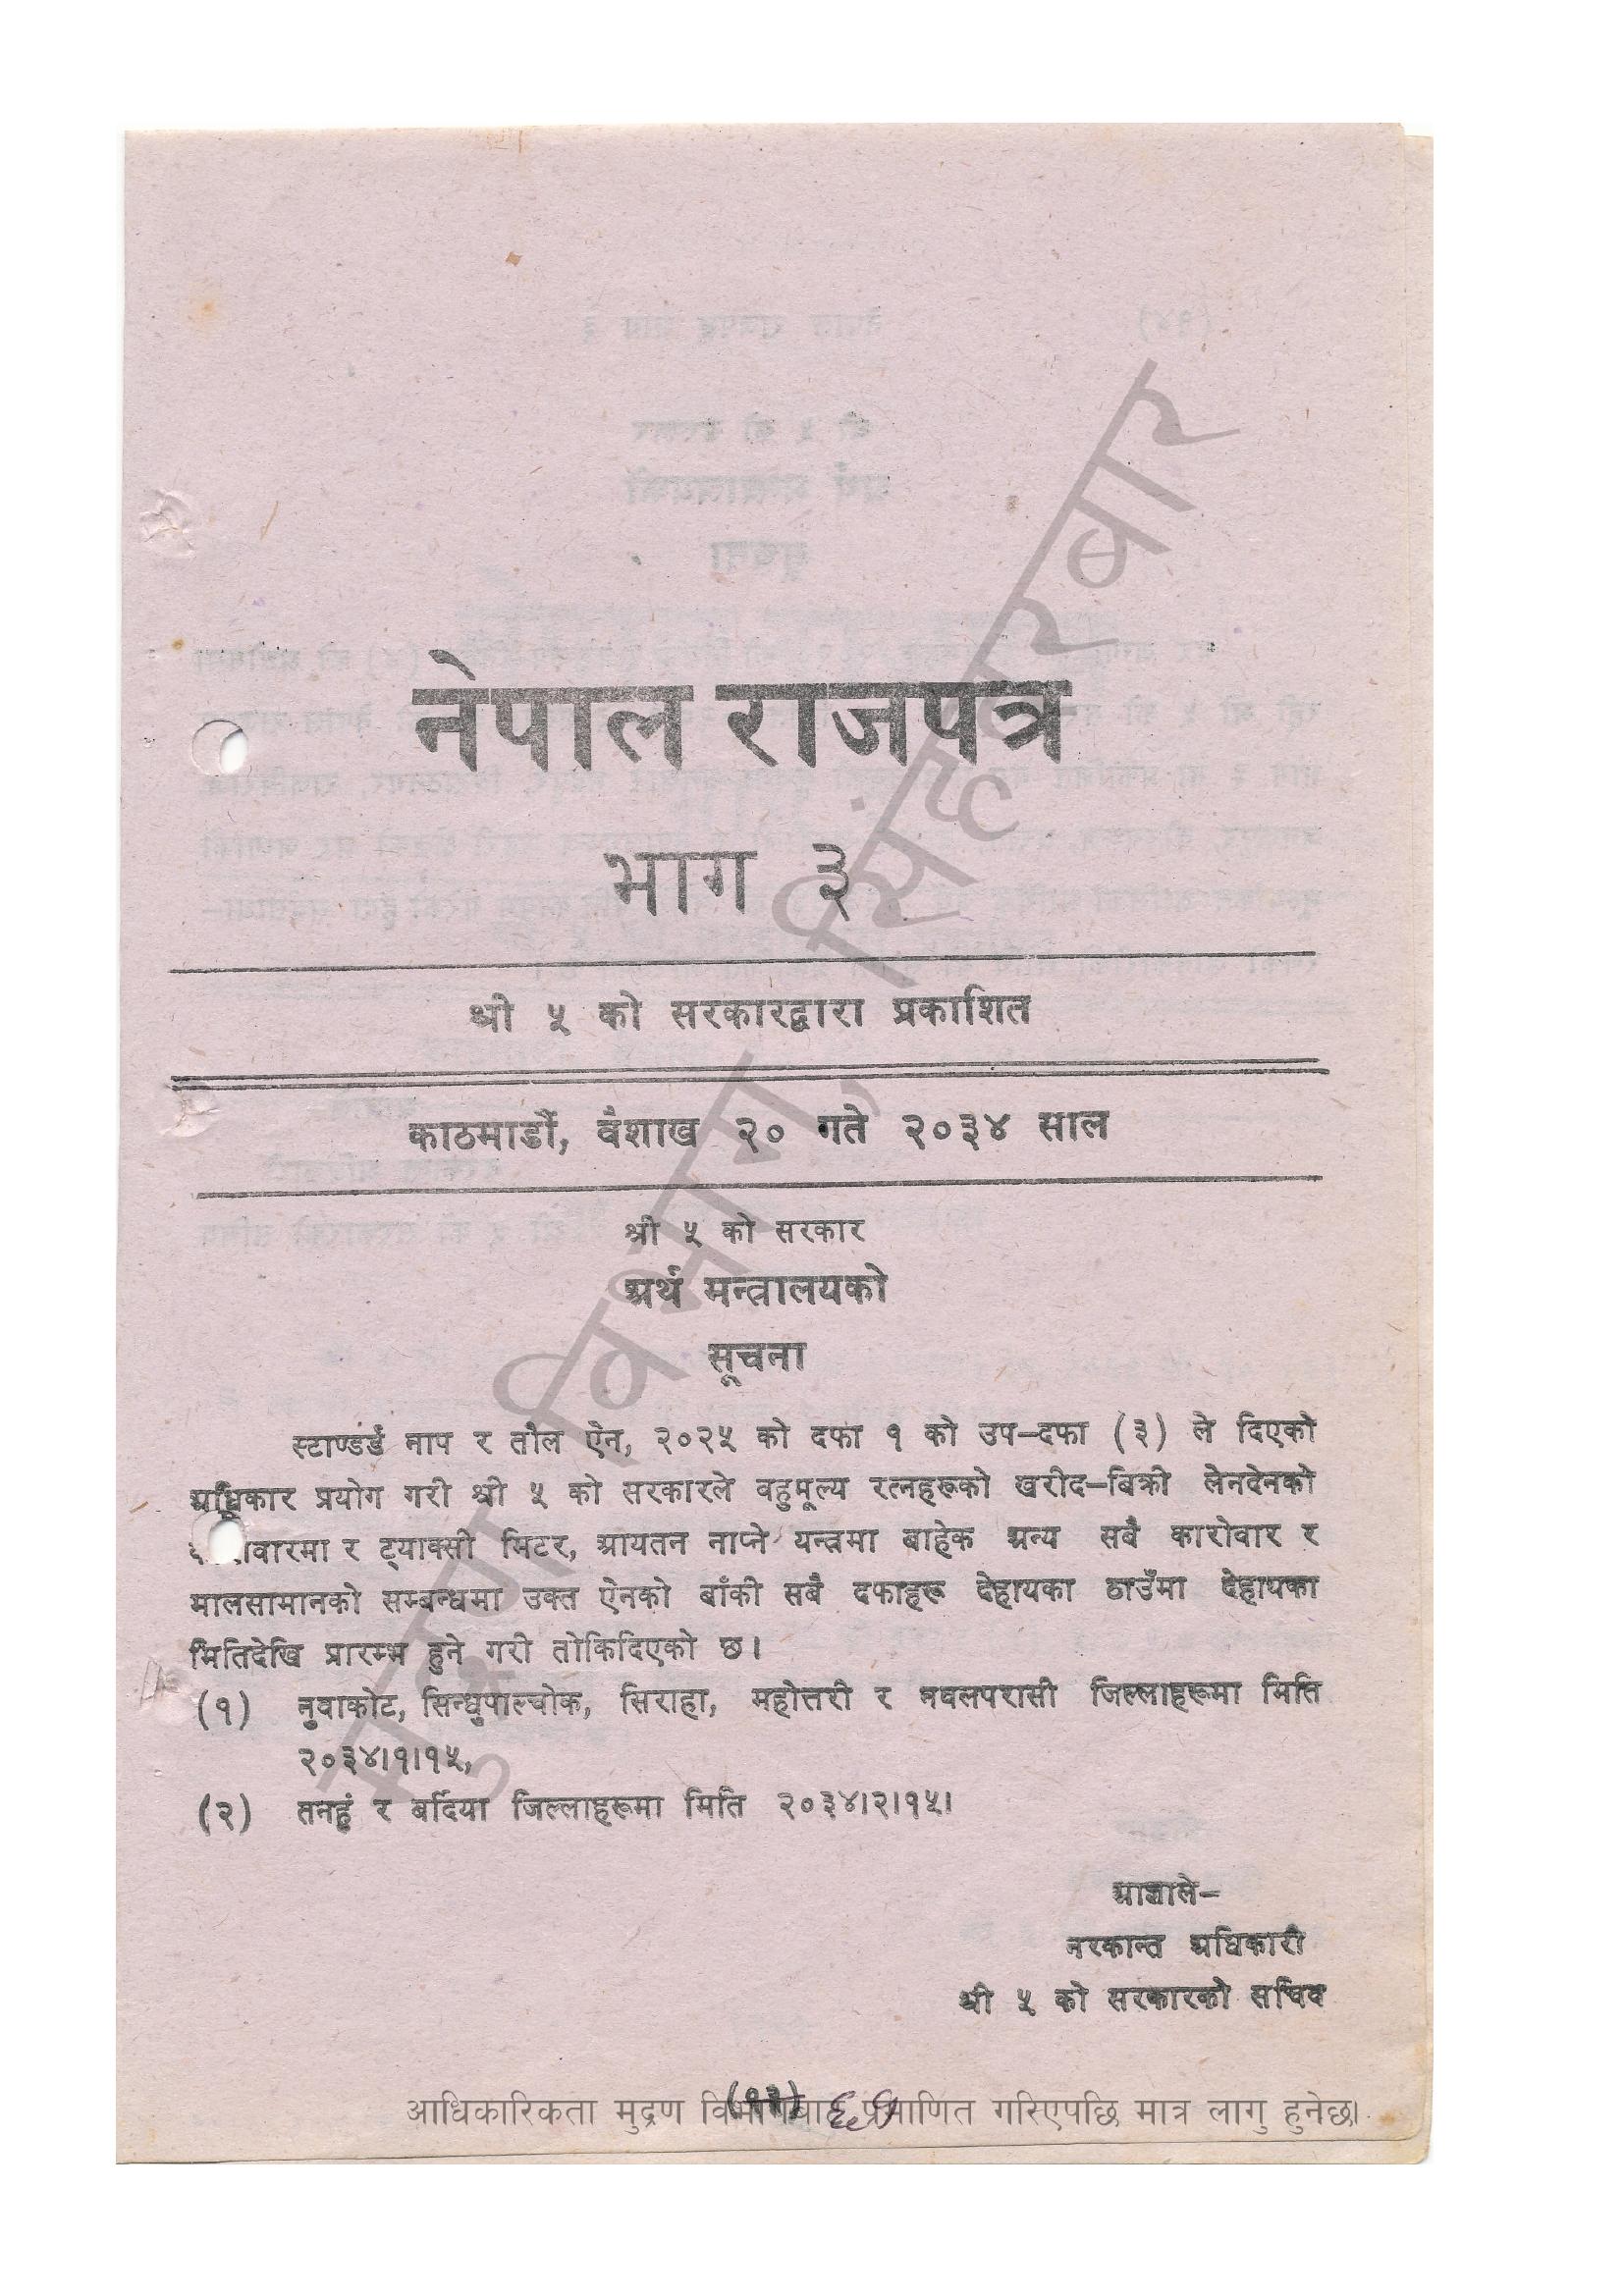 नेपाल राजपत्र
भाग ३
श्री ५ को सरकारद्वारा प्रकाशित
काठमाडौं, वैशाख २० गते २०३४ साल
श्री ५ को सरकार
अर्थ मन्त्रालयको
सूचना
स्टाण्डर्ड नाप र तौल ऐन, २०२५ को दफा १ को उप-दफा (३) ले दिएको
अधिकार प्रयोग गरी श्री ५ को सरकारले बहुमूल्य रत्नहरूको खरीद-बिक्री लेनदेनको
र ट्याक्सी मिटर, आयतन नाप्ने यन्त्रमा बाहेक अन्य सबै कारोवार र
मालसामानको सम्बन्धमा उक्त ऐनको बाँकी सबै दफाहरू देहायका ठाउँमा देहायका
मितिदेखि प्रारम्भ हुने गरी तोकिदिएको छ।
(१) नुवाकोट, सिन्धुपाल्चोक, सिराहा, महोत्तरी र नवलपरासी जिल्लाहरूमा मिति
२०३४।१।१५,
(२) तनहुं र बर्दिया जिल्लाहरूमा मिति २०३४।२।१५।
आज्ञाले-
नरकान्त अधिकारी
श्री ५ को सरकारको सचिव
(१३)
आधिकारिकता मुद्रण विभागबाट प्रमाणित गरिएपछि मात्र लागु हुनेछ।
मुद्रण विभाग, सिंहदरबार